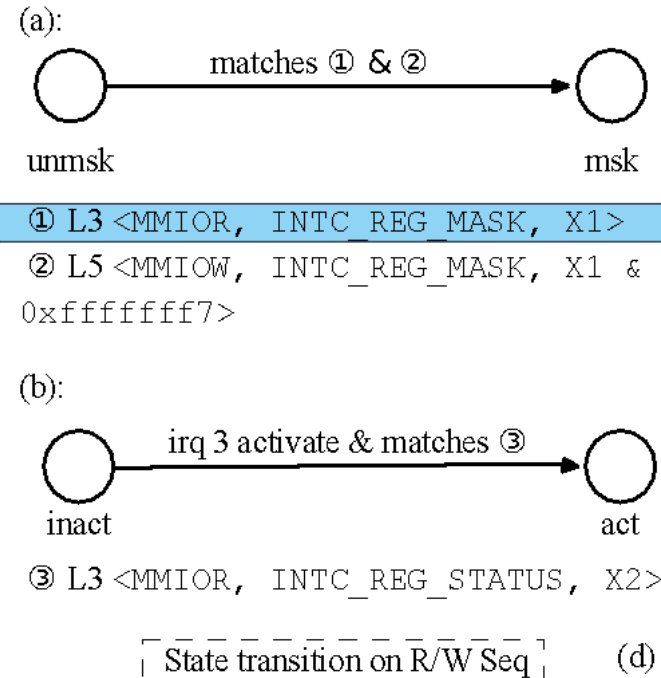 (a):
matches ① & ②
unmsk
msk
① L3 <MMIOR, INTC_REG_MASK, X1>
② L5 <MMIOW, INTC_REG_MASK, X1 &
0xfffffff7>
(b):
irq 3 activate & matches ③
inact
act
③ L3 <MMIOR, INTC_REG_STATUS, X2>
State transition on R/W Seq
(d)